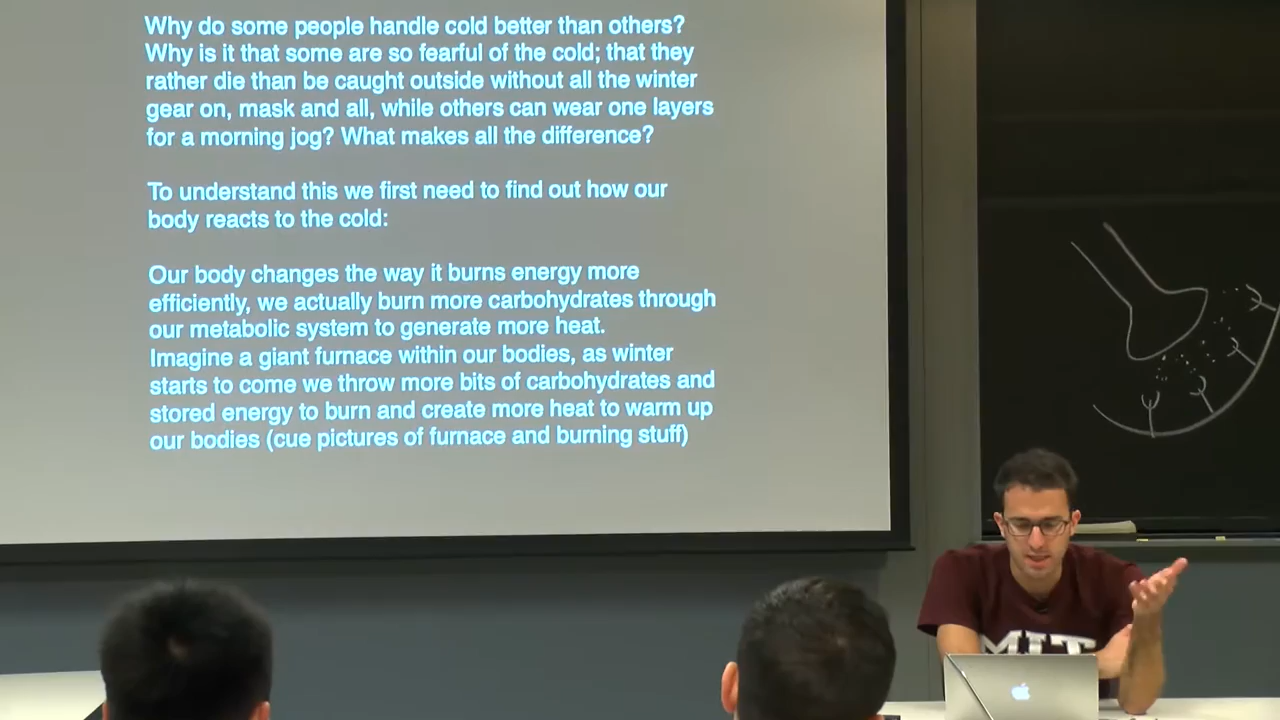 Why do some people handle cold better than others?
Why is it that some are so fearful of the cold; that they
rather die than be caught outside without all the winter
gear on, mask and all, while others can wear one layers
for a morning jog? What makes all the difference?
To understand this we first need to find out how our
body reacts to the cold:
Our body changes the way it burns energy more
efficiently, we actually burn more carbohydrates through
our metabolic system to generate more heat.
Imagine a giant furnace within our bodies, as winter
starts to come we throw more bits of carbohydrates and
stored energy to burn and create more heat to warm up
our bodies (cue pictures of furnace and burning stuff)
MIT